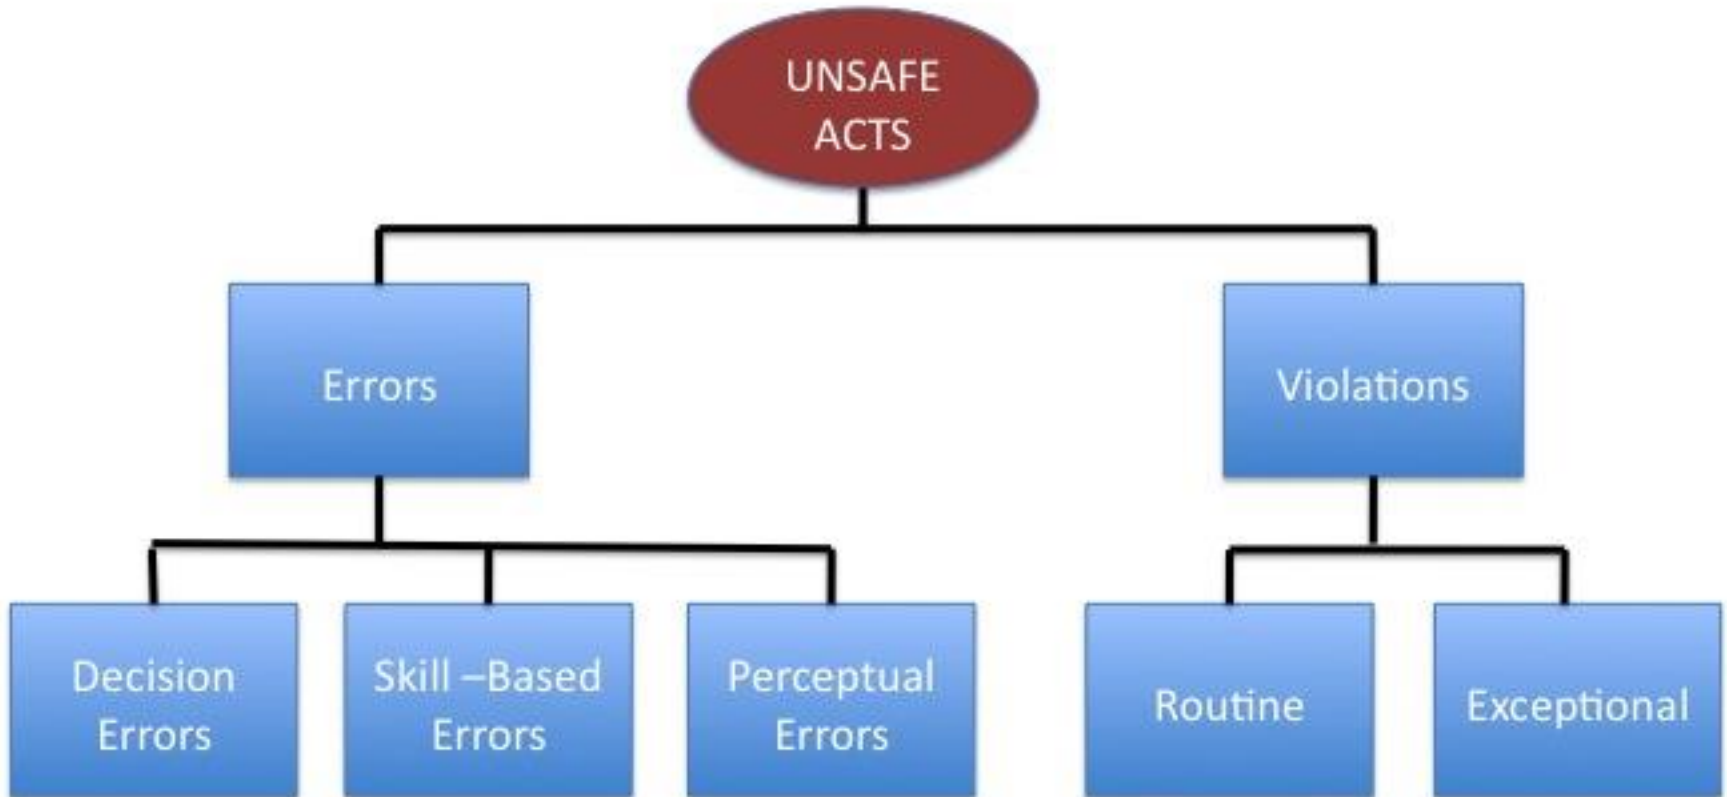 UNSAFE
ACTS
Errors
Violations
Decision
Errors
Skill –Based
Errors
Perceptual
Errors
Routine
Exceptional